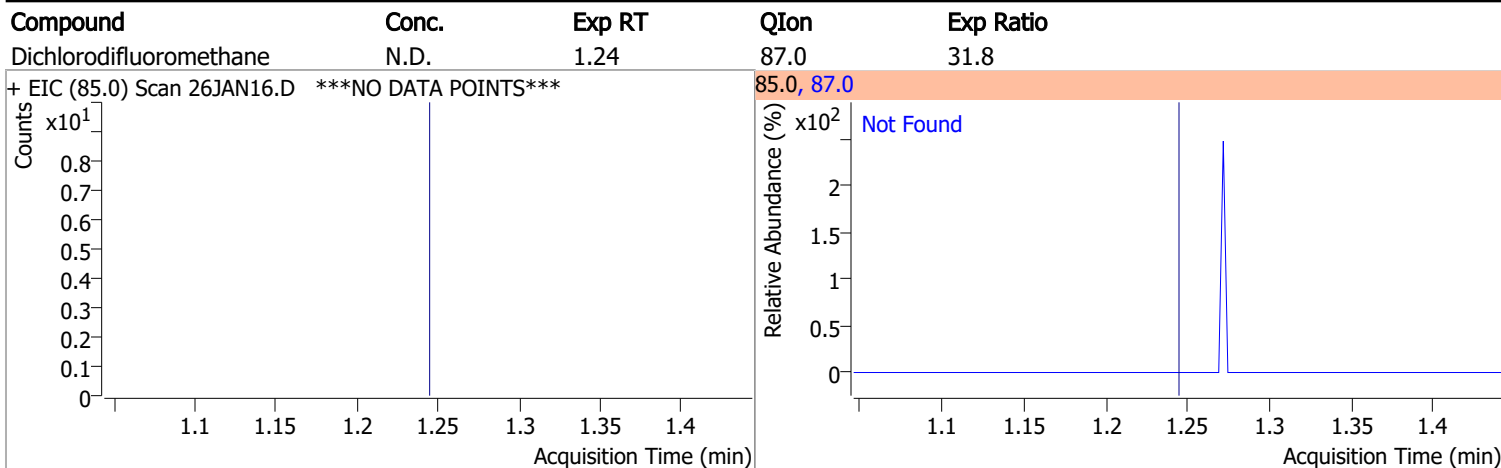 Compound Conc. Exp RT QIon Exp Ratio
Dichlorodifluoromethane N.D. 1.24 87.0 31.8
+ EIC (85.0) Scan 26JAN16.D ***NO DATA POINTS***
Counts
x10¹
0.8
0.7
0.6
0.5
0.4
0.3
0.2
0.1
0
1.1 1.15 1.2 1.25 1.3 1.35 1.4
Acquisition Time (min)
85.0, 87.0
Relative Abundance (%)
x10²
Not Found
2
1.5
1
0.5
0
1.1 1.15 1.2 1.25 1.3 1.35 1.4
Acquisition Time (min)